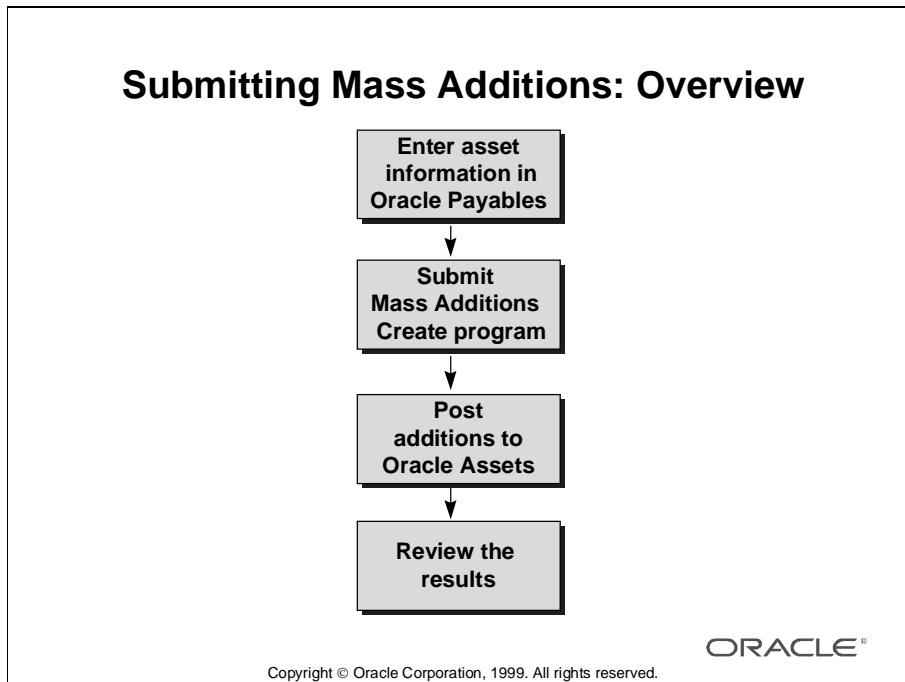 Submitting Mass Additions: Overview
Enter asset
information in
Oracle Payables
Submit
Mass Additions
Create program
Post
additions to
Oracle Assets
Review the
results
ORACLE®
Copyright © Oracle Corporation, 1999. All rights reserved.